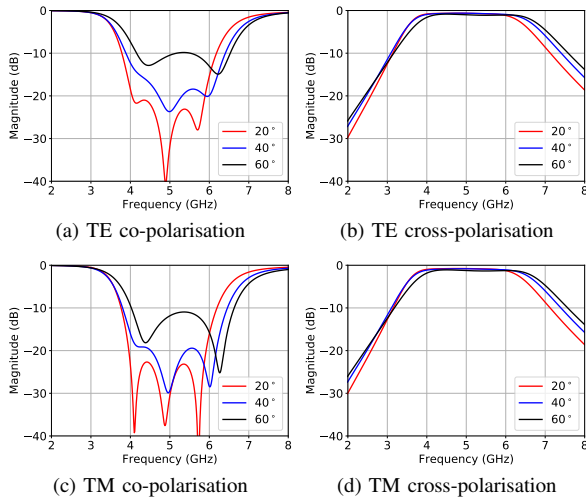 0
−10
−20
−30
−40
Magnitude (dB)
2 3 4 5 6 7 8
Frequency (GHz)
20°
40°
60°
(a) TE co-polarisation
0
−10
−20
−30
−40
Magnitude (dB)
2 3 4 5 6 7 8
Frequency (GHz)
20°
40°
60°
(b) TE cross-polarisation
0
−10
−20
−30
−40
Magnitude (dB)
2 3 4 5 6 7 8
Frequency (GHz)
20°
40°
60°
(c) TM co-polarisation
0
−10
−20
−30
−40
Magnitude (dB)
2 3 4 5 6 7 8
Frequency (GHz)
20°
40°
60°
(d) TM cross-polarisation